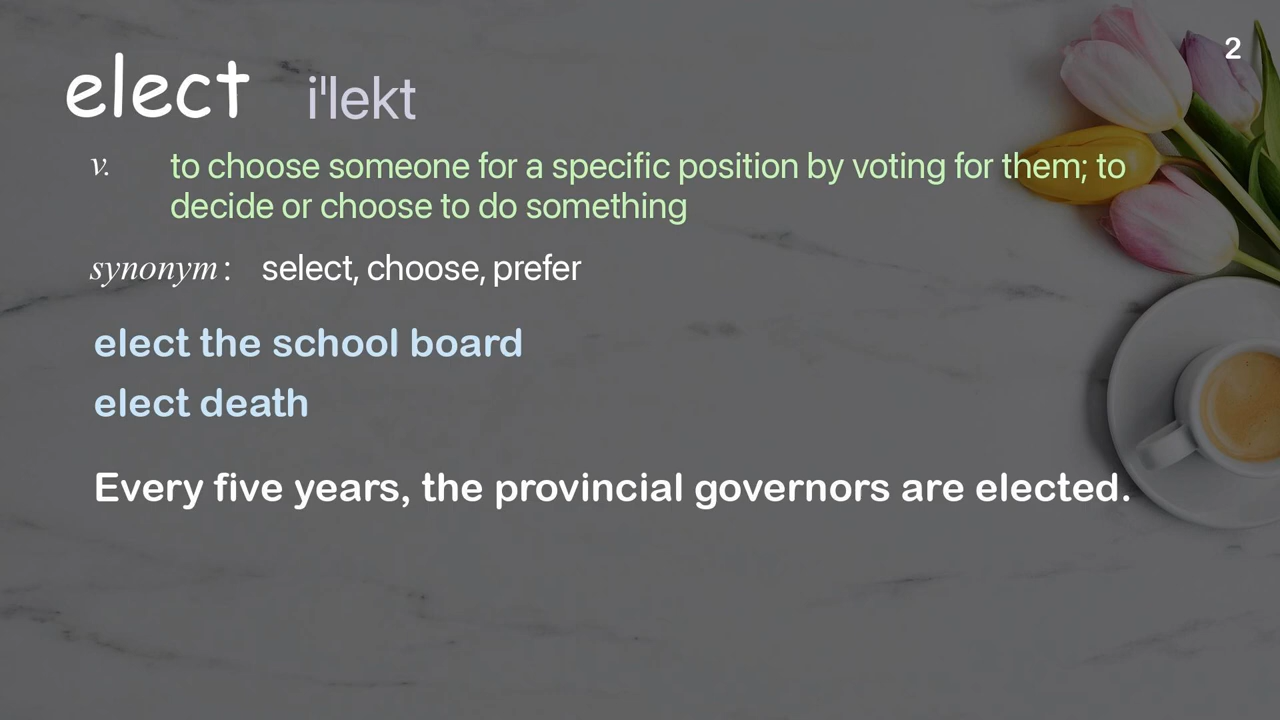 2
elect iˈlekt
v. to choose someone for a specific position by voting for them; to
decide or choose to do something
synonym: select, choose, prefer
elect the school board
elect death
Every five years, the provincial governors are elected.